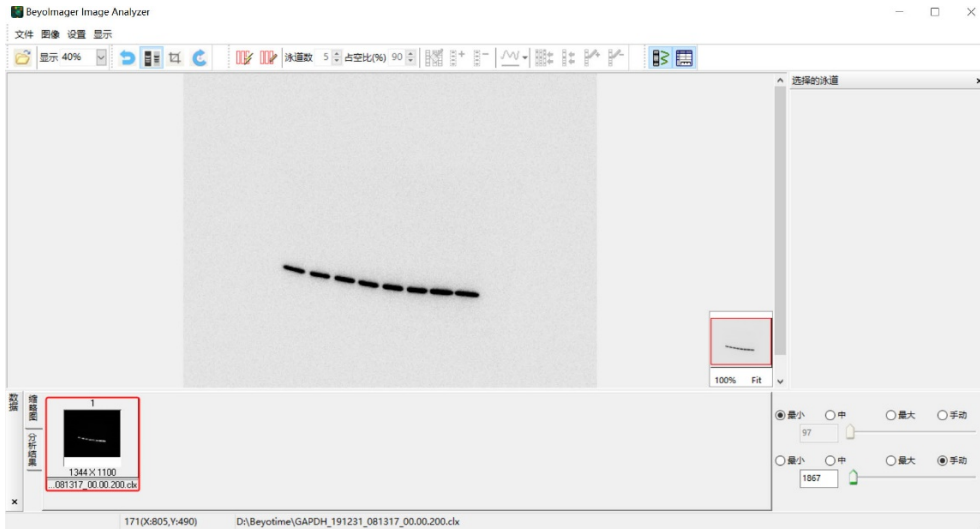 BeyoImager Image Analyzer
文件 图像 设置 显示
显示 40% 泳道数 5 占空比(%) 90
选择的泳道
100% Fit
数据
缩略图
分析结果
1
1344 X 1100
...081317_00.00.200.clx
最小 中 最大 手动
97
最小 中 最大 手动
1867
171(X:805,Y:490) D:\Beyotime\GAPDH_191231_081317_00.00.200.clx